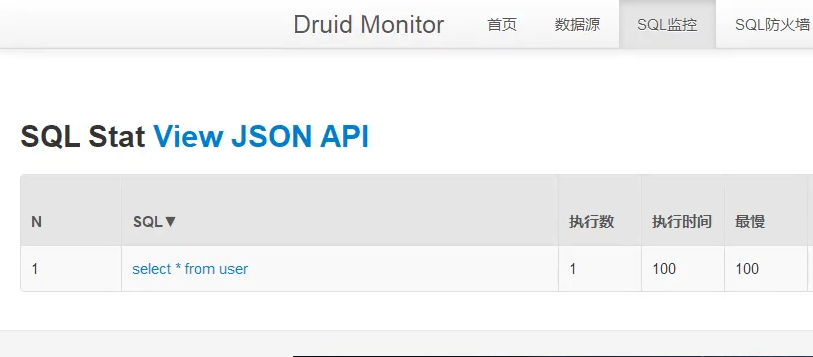 Druid Monitor 首页 数据源 SQL监控 SQL防火墙
SQL Stat View JSON API
N SQL▼ 执行数 执行时间 最慢
1 select * from user 1 100 100